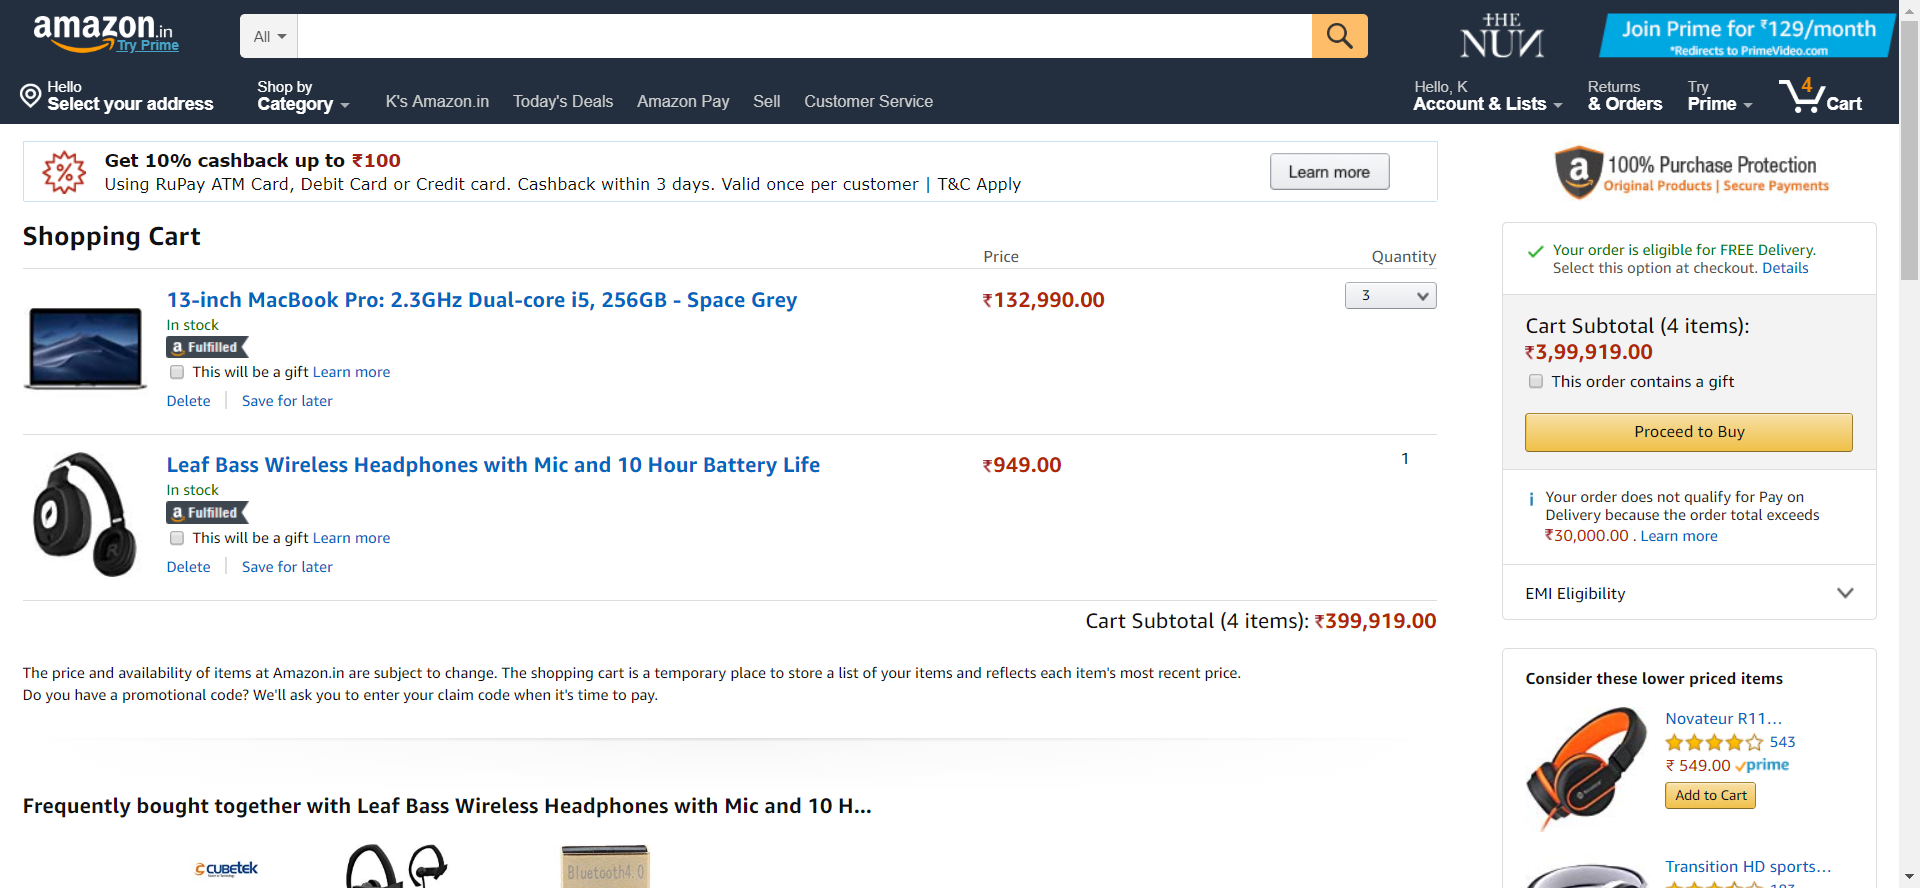 amazon.in
Try Prime
All
THE
NUN
Join Prime for ₹129/month
*Redirects to PrimeVideo.com
Hello
Select your address
Shop by
Category
K's Amazon.in
Today's Deals
Amazon Pay
Sell
Customer Service
Hello, K
Account & Lists
Returns
& Orders
Try
Prime
4
Cart
Get 10% cashback up to ₹100
Using RuPay ATM Card, Debit Card or Credit card. Cashback within 3 days. Valid once per customer | T&C Apply
Learn more
a 100% Purchase Protection
Original Products | Secure Payments
Shopping Cart
Price
Quantity
13-inch MacBook Pro: 2.3GHz Dual-core i5, 256GB - Space Grey
₹132,990.00
3
In stock
a Fulfilled
This will be a gift Learn more
Delete
Save for later
Leaf Bass Wireless Headphones with Mic and 10 Hour Battery Life
₹949.00
1
In stock
a Fulfilled
This will be a gift Learn more
Delete
Save for later
Cart Subtotal (4 items): ₹399,919.00
The price and availability of items at Amazon.in are subject to change. The shopping cart is a temporary place to store a list of your items and reflects each item's most recent price.
Do you have a promotional code? We'll ask you to enter your claim code when it's time to pay.
Frequently bought together with Leaf Bass Wireless Headphones with Mic and 10 H...
CUBETEK
Bluetooth4.0
Your order is eligible for FREE Delivery.
Select this option at checkout. Details
Cart Subtotal (4 items):
₹3,99,919.00
This order contains a gift
Proceed to Buy
Your order does not qualify for Pay on
Delivery because the order total exceeds
₹30,000.00 . Learn more
EMI Eligibility
Consider these lower priced items
Novateur R11...
543
₹ 549.00 prime
Add to Cart
Transition HD sports...